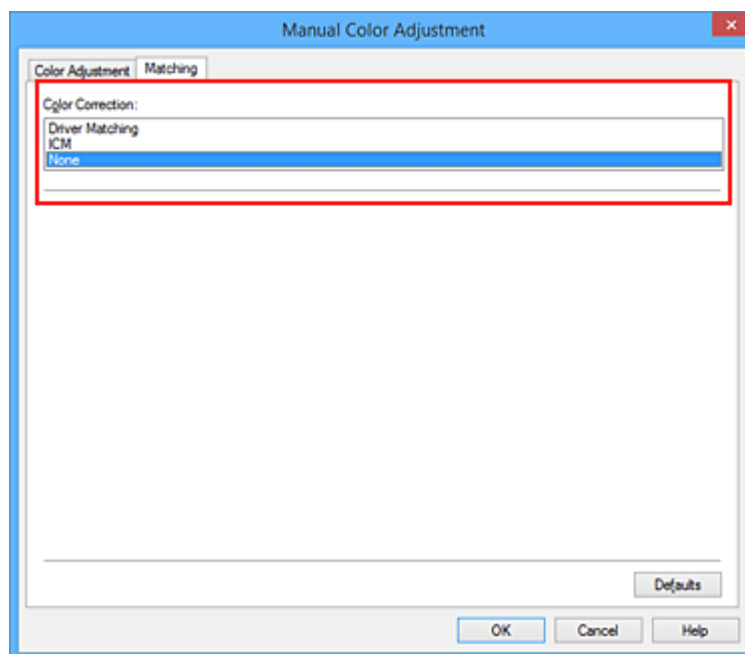 Manual Color Adjustment
Color Adjustment Matching
Color Correction:
Driver Matching
ICM
None
Defaults
OK Cancel Help